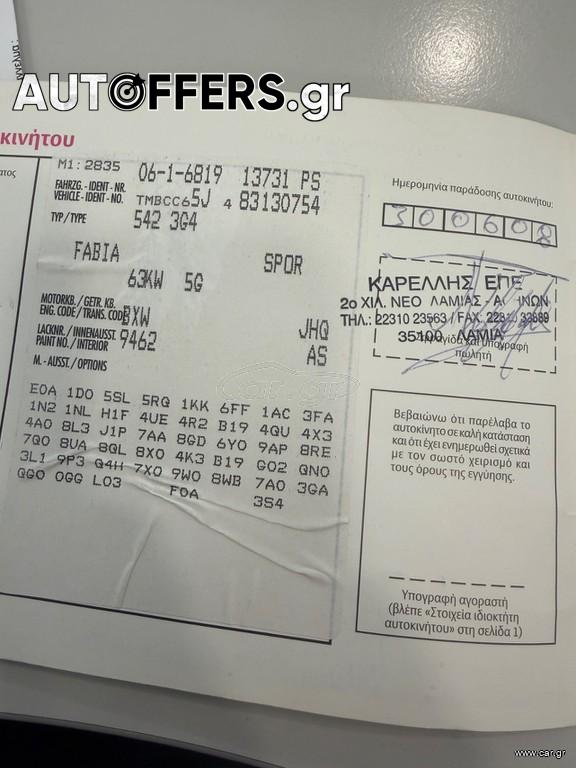 AUTOFFERS.gr
κινήτου
M1:2835 06-1-6819 13731 PS
FAHRZG.-IDENT-NR.
VEHICLE-IDENT-NO. TMBCC65J 4 83130754
TYP/TYPE 542 3G4
FABIA SPOR
63KW 5G
MOTORKB./GETR.KB.
ENG.CODE/TRANS.CODE BXW JHQ
LACKNR./INNENAUSST.
PAINT NO./INTERIOR 9462 AS
M.-AUSST./OPTIONS
E0A 1D0 5SL 5RQ 1KK 6FF 1AC 3FA
1N2 1NL H1F 4UE 4R2 B19 4QU 4X3
4A0 8L3 J1P 7AA 8GD 6Y0 9AP 8RE
7Q0 8UA 8QL 8X0 4K3 B19 G02 QN0
3L1 9P3 Q4H 7X0 9W0 8WB 7A0 3GA
QG0 0GG L03 F0A 3S4
Ημερομηνία παράδοσης αυτοκινήτου:
300608
ΚΑΡΕΛΛΗΣ ΕΠΕ
2ο ΧΙΛ. ΝΕΟ ΛΑΜΙΑΣ - Α ΙΝΩΝ
ΤΗΛ.: 22310 23563 / FAX:
35100 ΛΑΜΙΑ
και υπογραφή
πωλητή
Βεβαιώνω ότι παρέλαβα το
αυτοκίνητο σε καλή κατάσταση
και ότι έχει ενημερωθεί σχετικά
με τον σωστό χειρισμό και
τους όρους της εγγύησης.
Υπογραφή αγοραστή
(βλέπε «Στοιχεία ιδιοκτήτη
αυτοκινήτου» στη σελίδα 1)
www.car.gr